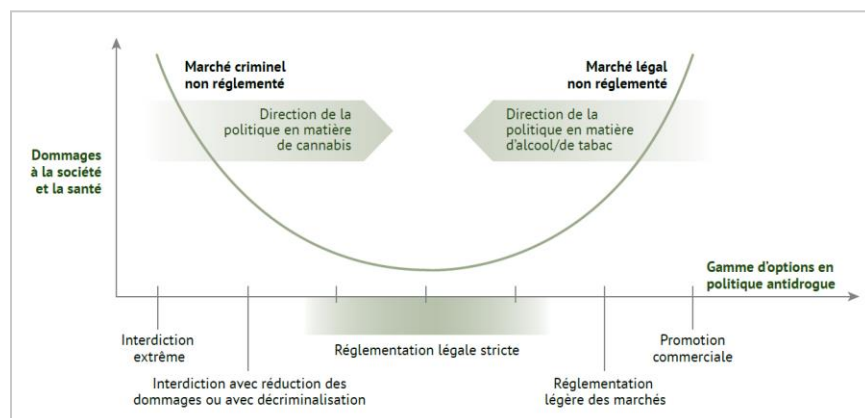 Marché criminel
non réglementé
Marché légal
non réglementé
Direction de la
politique en matière
de cannabis
Direction de la
politique en matière
d'alcool/de tabac
Dommages
à la société
et la santé
Gamme d'options en
politique antidrogue
Interdiction
extrême
Réglementation légale stricte
Promotion
commerciale
Interdiction avec réduction des
dommages ou avec décriminalisation
Réglementation
légère des marchés